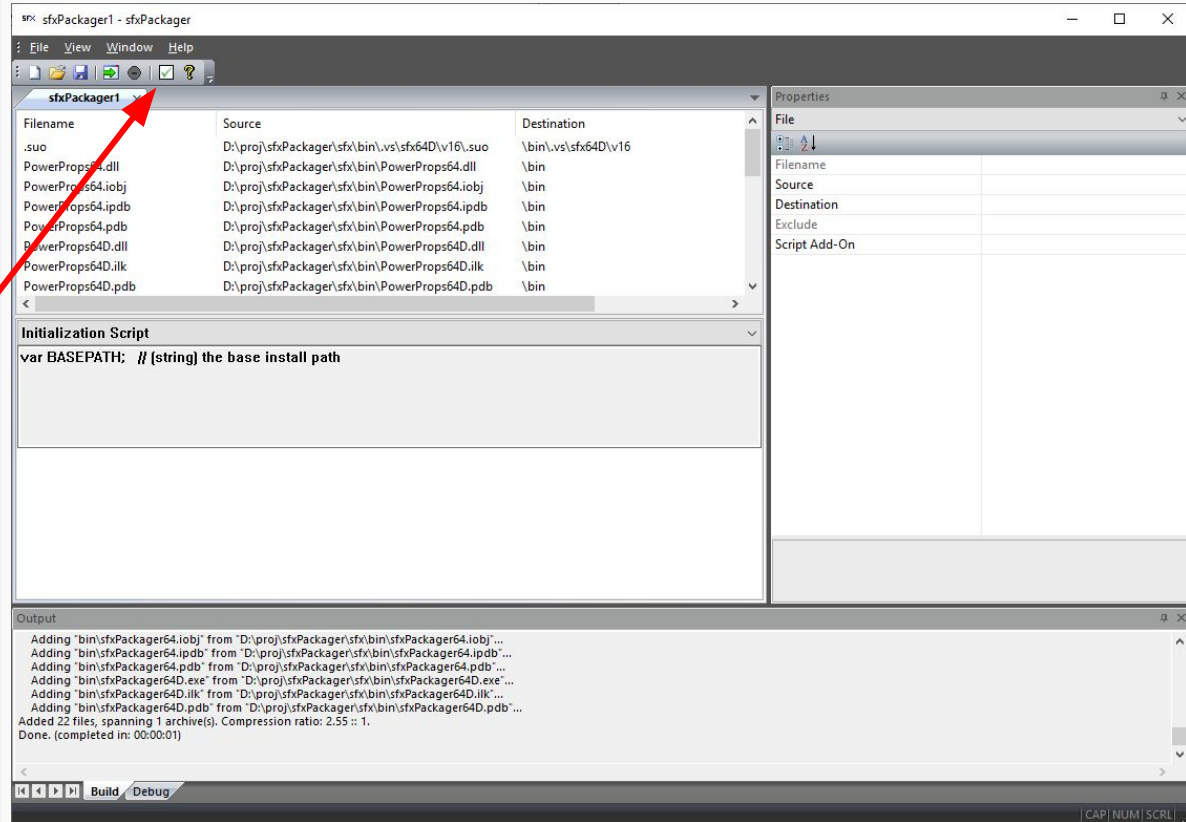 SFX sfxPackager1 - sfxPackager
File View Window Help
sfxPackager1
Properties
File
Filename Source Destination
.suo D:\proj\sfxPackager\sfx\bin\.vs\sfx64D\v16\.suo \bin\.vs\sfx64D\v16
PowerProps64.dll D:\proj\sfxPackager\sfx\bin\PowerProps64.dll \bin
PowerProps64.iobj D:\proj\sfxPackager\sfx\bin\PowerProps64.iobj \bin
PowerProps64.ipdb D:\proj\sfxPackager\sfx\bin\PowerProps64.ipdb \bin
PowerProps64.pdb D:\proj\sfxPackager\sfx\bin\PowerProps64.pdb \bin
PowerProps64D.dll D:\proj\sfxPackager\sfx\bin\PowerProps64D.dll \bin
PowerProps64D.ilk D:\proj\sfxPackager\sfx\bin\PowerProps64D.ilk \bin
PowerProps64D.pdb D:\proj\sfxPackager\sfx\bin\PowerProps64D.pdb \bin
Filename
Source
Destination
Exclude
Script Add-On
Initialization Script
var BASEPATH; // (string) the base install path
Output
Adding "bin\sfxPackager64.iobj" from "D:\proj\sfxPackager\sfx\bin\sfxPackager64.iobj"...
Adding "bin\sfxPackager64.ipdb" from "D:\proj\sfxPackager\sfx\bin\sfxPackager64.ipdb"...
Adding "bin\sfxPackager64.pdb" from "D:\proj\sfxPackager\sfx\bin\sfxPackager64.pdb"...
Adding "bin\sfxPackager64D.exe" from "D:\proj\sfxPackager\sfx\bin\sfxPackager64D.exe"...
Adding "bin\sfxPackager64D.ilk" from "D:\proj\sfxPackager\sfx\bin\sfxPackager64D.ilk"...
Adding "bin\sfxPackager64D.pdb" from "D:\proj\sfxPackager\sfx\bin\sfxPackager64D.pdb"...
Added 22 files, spanning 1 archive(s). Compression ratio: 2.55 :: 1.
Done. (completed in: 00:00:01)
Build Debug
CAP NUM SCRL